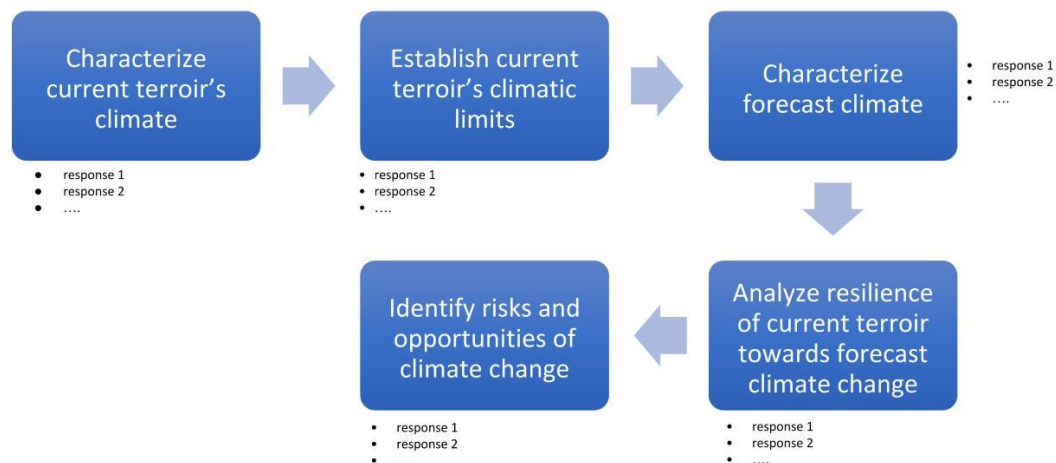 Characterize
current terroir's
climate
• response 1
• response 2
• ….
Establish current
terroir's climatic
limits
• response 1
• response 2
• ….
Characterize
forecast climate
• response 1
• response 2
• ….
Analyze resilience
of current terroir
towards forecast
climate change
• response 1
• response 2
• ….
Identify risks and
opportunities of
climate change
• response 1
• response 2
• ….